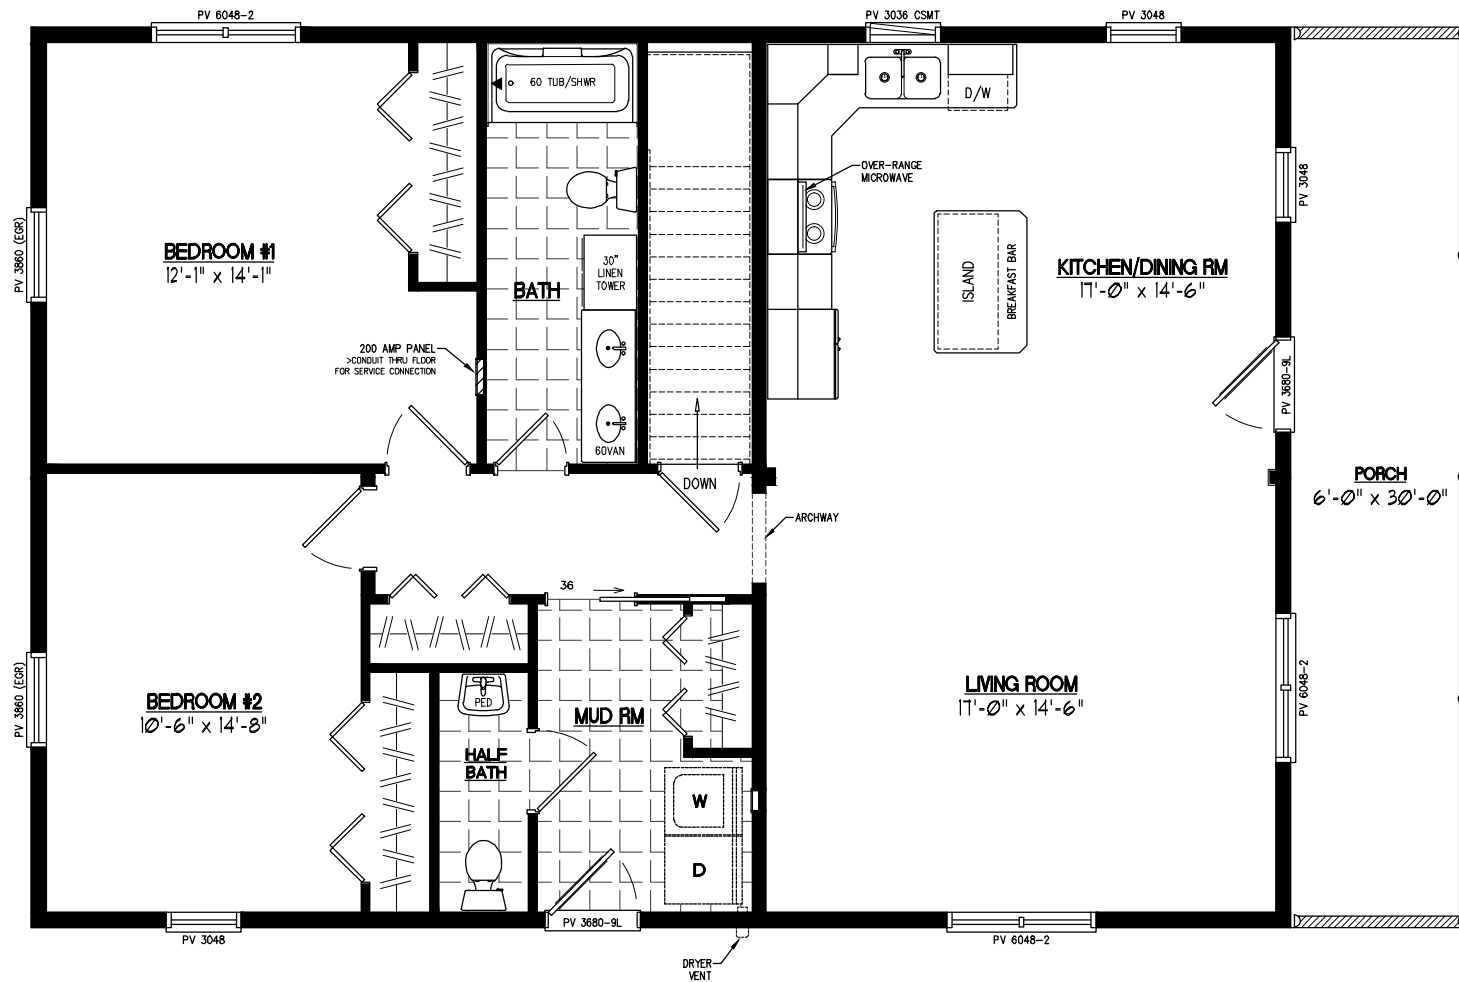 PV 6048-2
PV 3036 CSMT
PV 3048
60 TUB/SHWR
D/W
OVER-RANGE
MICROWAVE
PV 3048
PV 3860 (EGR)
BEDROOM #1
12'-1" x 14'-1"
30"
LINEN
TOWER
BATH
ISLAND
BREAKFAST BAR
KITCHEN/DINING RM
17'-0" x 14'-6"
200 AMP PANEL
>CONDUIT THRU FLOOR
FOR SERVICE CONNECTION
PV 3680-9L
60VAN
DOWN
PORCH
6'-0" x 30'-0"
ARCHWAY
36
PV 3860 (EGR)
BEDROOM #2
10'-6" x 14'-8"
PED
MUD RM
LIVING ROOM
17'-0" x 14'-6"
PV 6048-2
HALF
BATH
W
D
PV 3048
PV 3680-9L
PV 6048-2
DRYER
VENT